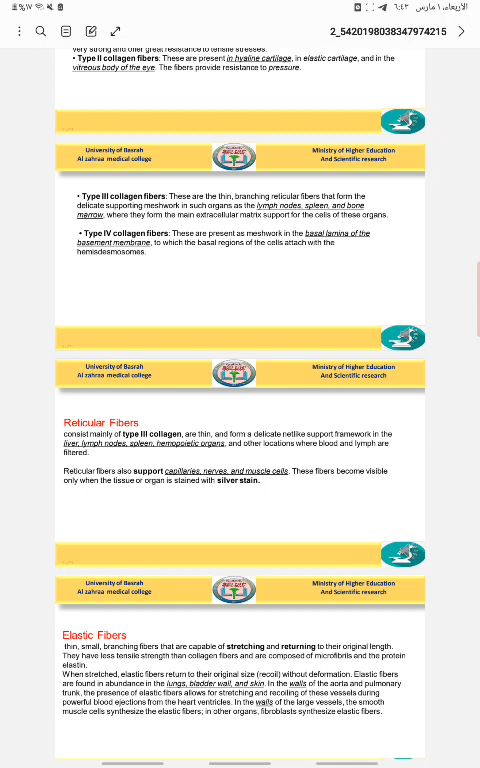 الأربعاء، ١ مارس ٦:٤٣
2_5420198038347974215
very strong and offer great resistance to tensile stresses.
• Type II collagen fibers: These are present in hyaline cartilage, in elastic cartilage, and in the
vitreous body of the eye. The fibers provide resistance to pressure.
University of Basrah
Al zahraa medical college
Ministry of Higher Education
And Scientific research
• Type III collagen fibers: These are the thin, branching reticular fibers that form the
delicate supporting meshwork in such organs as the lymph nodes, spleen, and bone
marrow, where they form the main extracellular matrix support for the cells of these organs.
• Type IV collagen fibers: These are present as meshwork in the basal lamina of the
basement membrane, to which the basal regions of the cells attach with the
hemisdesmosomes.
University of Basrah
Al zahraa medical college
Ministry of Higher Education
And Scientific research
Reticular Fibers
consist mainly of type III collagen, are thin, and form a delicate netlike support framework in the
liver, lymph nodes, spleen, hemopoietic organs, and other locations where blood and lymph are
filtered.
Reticular fibers also support capillaries, nerves, and muscle cells. These fibers become visible
only when the tissue or organ is stained with silver stain.
University of Basrah
Al zahraa medical college
Ministry of Higher Education
And Scientific research
Elastic Fibers
thin, small, branching fibers that are capable of stretching and returning to their original length.
They have less tensile strength than collagen fibers and are composed of microfibrils and the protein
elastin.
When stretched, elastic fibers return to their original size (recoil) without deformation. Elastic fibers
are found in abundance in the lungs, bladder wall, and skin. In the walls of the aorta and pulmonary
trunk, the presence of elastic fibers allows for stretching and recoiling of these vessels during
powerful blood ejections from the heart ventricles. In the walls of the large vessels, the smooth
muscle cells synthesize the elastic fibers; in other organs, fibroblasts synthesize elastic fibers.